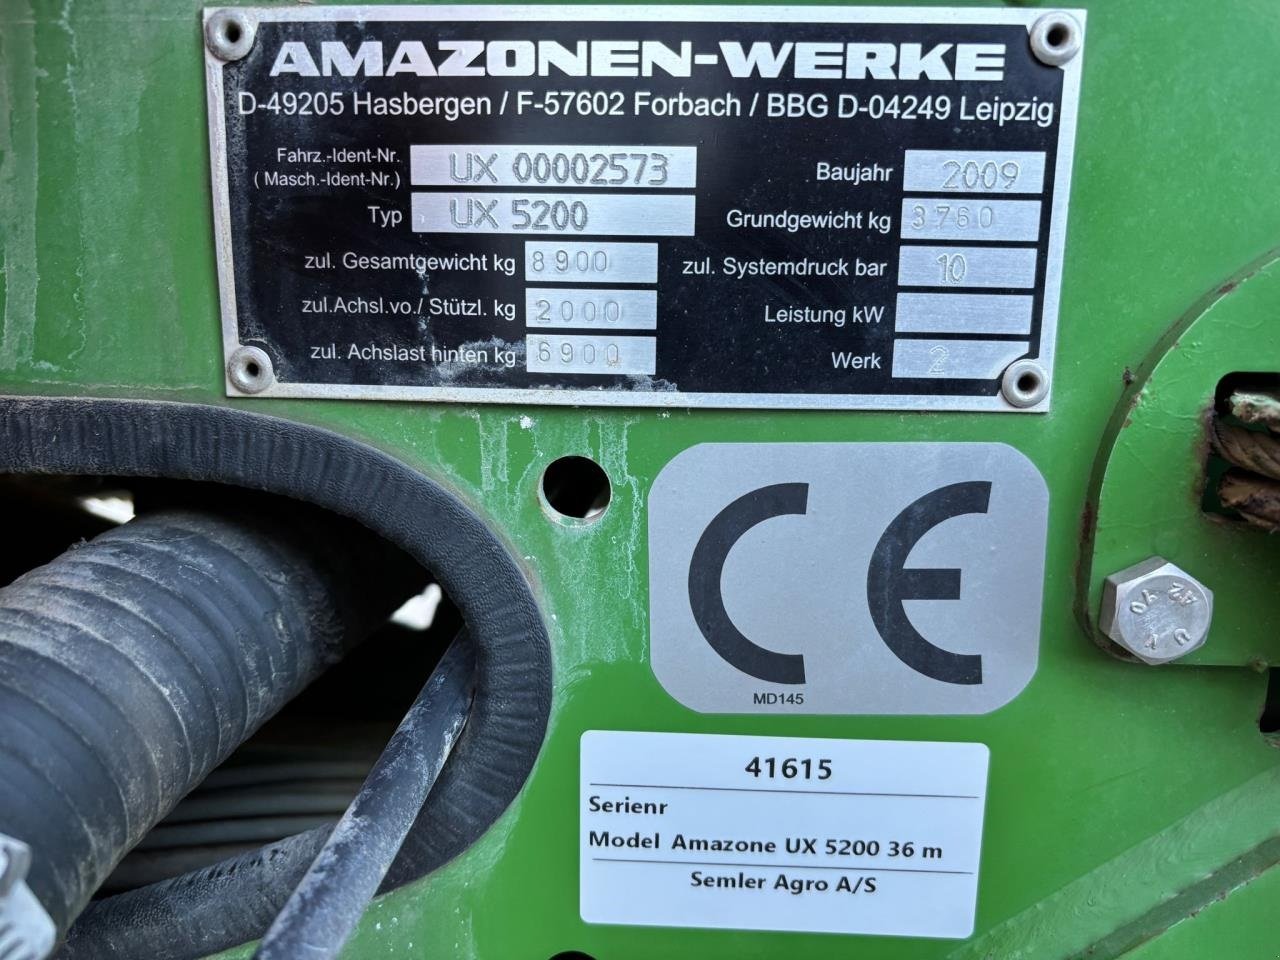 AMAZONEN-WERKE
D-49205 Hasbergen / F-57602 Forbach / BBG D-04249 Leipzig
Fahrz.-Ident-Nr.
( Masch.-Ident-Nr.) UX 00002573
Typ UX 5200
zul. Gesamtgewicht kg 8900
zul.Achsl.vo./ Stützl. kg 2000
zul. Achslast hinten kg 6900
Baujahr 2009
Grundgewicht kg 3760
zul. Systemdruck bar 10
Leistung kW
Werk 2
CE
MD145
41615
Serienr
Model Amazone UX 5200 36 m
Semler Agro A/S